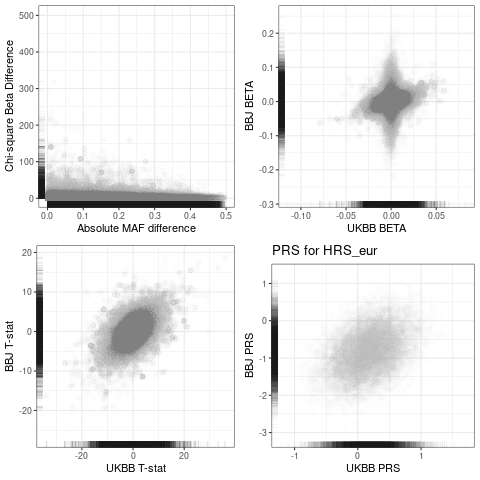 500
400
300
200
100
0
Chi-square Beta Difference
0.0 0.1 0.2 0.3 0.4 0.5
Absolute MAF difference
0.2
0.1
0.0
-0.1
-0.2
-0.3
BBJ BETA
-0.10 -0.05 0.00 0.05
UKBB BETA
20
10
0
-10
-20
BBJ T-stat
-20 0 20
UKBB T-stat
PRS for HRS_eur
1
0
-1
-2
-3
BBJ PRS
-1 0 1
UKBB PRS